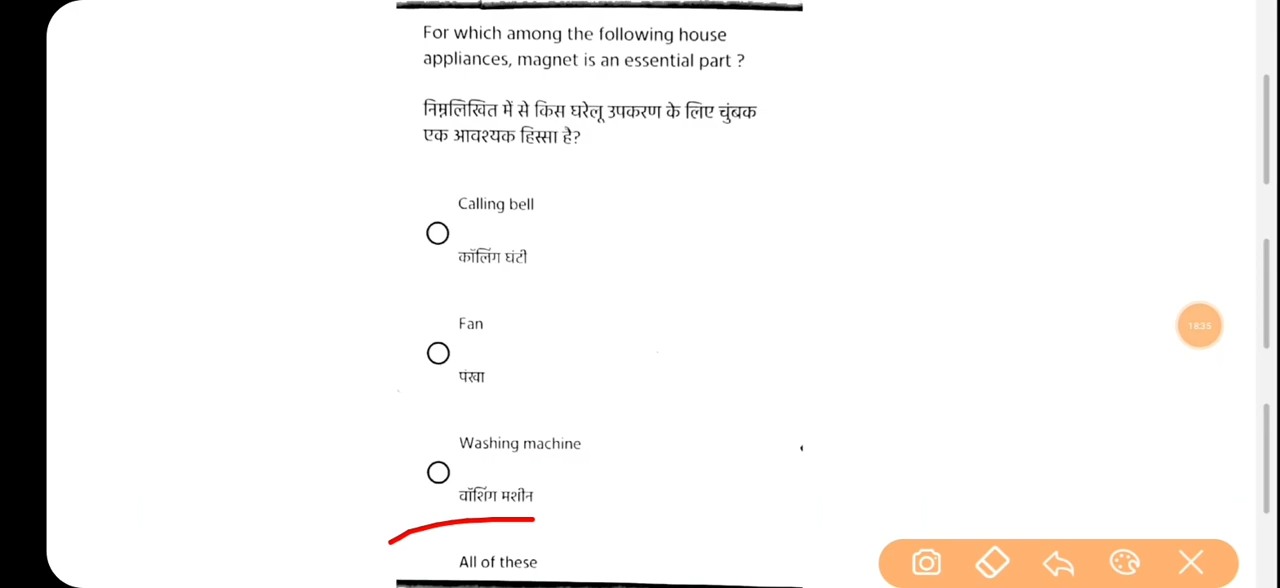 For which among the following house
appliances, magnet is an essential part ?
निम्नलिखित में से किस घरेलू उपकरण के लिए चुंबक
एक आवश्यक हिस्सा है?
Calling bell
कॉलिंग घंटी
Fan
पंखा
Washing machine
वॉशिंग मशीन
All of these
1835